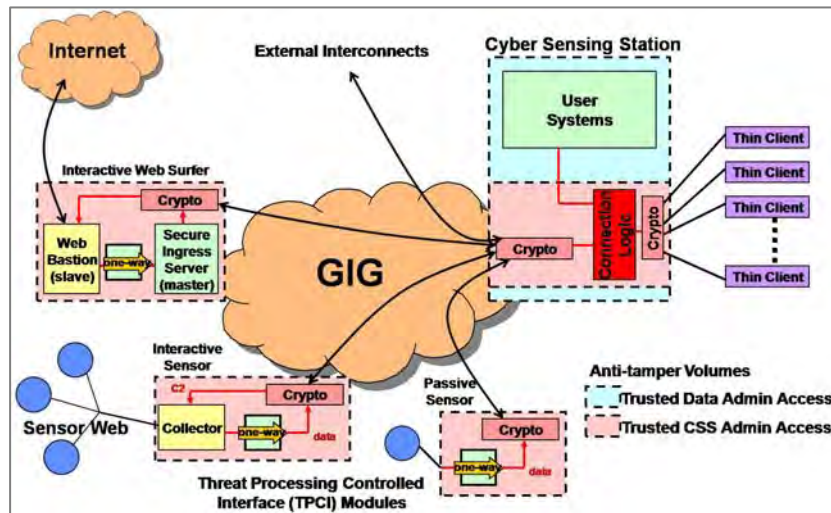 Internet
External Interconnects
Cyber Sensing Station
User
Systems
Thin Client
Thin Client
Thin Client
Thin Client
Interactive Web Surfer
Crypto
Web
Bastion
(slave)
one-way
Secure
Ingress
Server
(master)
GIG
Crypto
Connection
Logic
Crypto
Interactive
Sensor
C2
Crypto
Collector
one-way
data
Sensor Web
Passive
Sensor
Crypto
one-way
data
Anti-tamper Volumes
Trusted Data Admin Access
Trusted CSS Admin Access
Threat Processing Controlled
Interface (TPCI) Modules